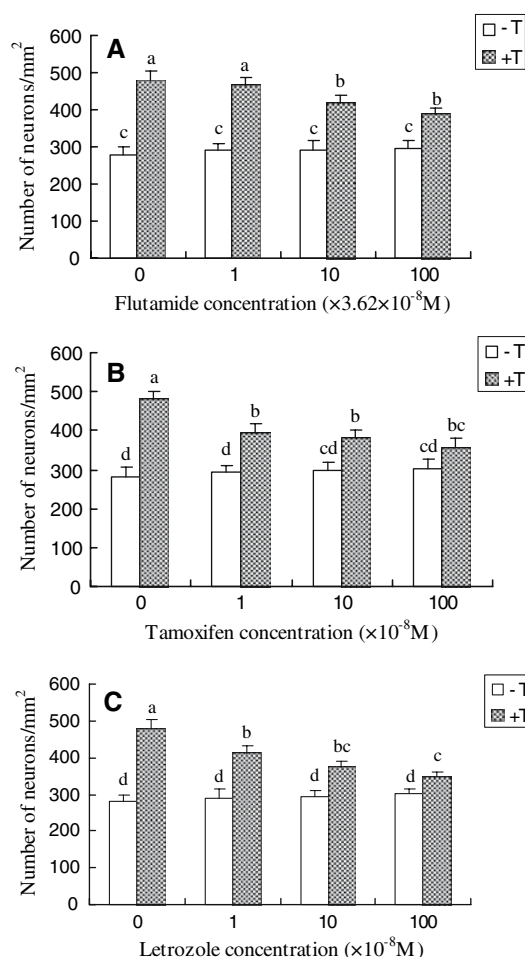 A
- T
+T
Number of neurons/mm²
600
500
400
300
200
100
0
a
a
b
b
c
c
c
c
0 1 10 100
Flutamide concentration (×3.62×10⁻⁸M)
B
- T
+T
Number of neurons/mm²
600
500
400
300
200
100
0
a
b
b
bc
d
d
cd
cd
0 1 10 100
Tamoxifen concentration (×10⁻⁸M)
C
- T
+T
Number of neurons/mm²
600
500
400
300
200
100
0
a
b
bc
c
d
d
d
d
0 1 10 100
Letrozole concentration (×10⁻⁸M)